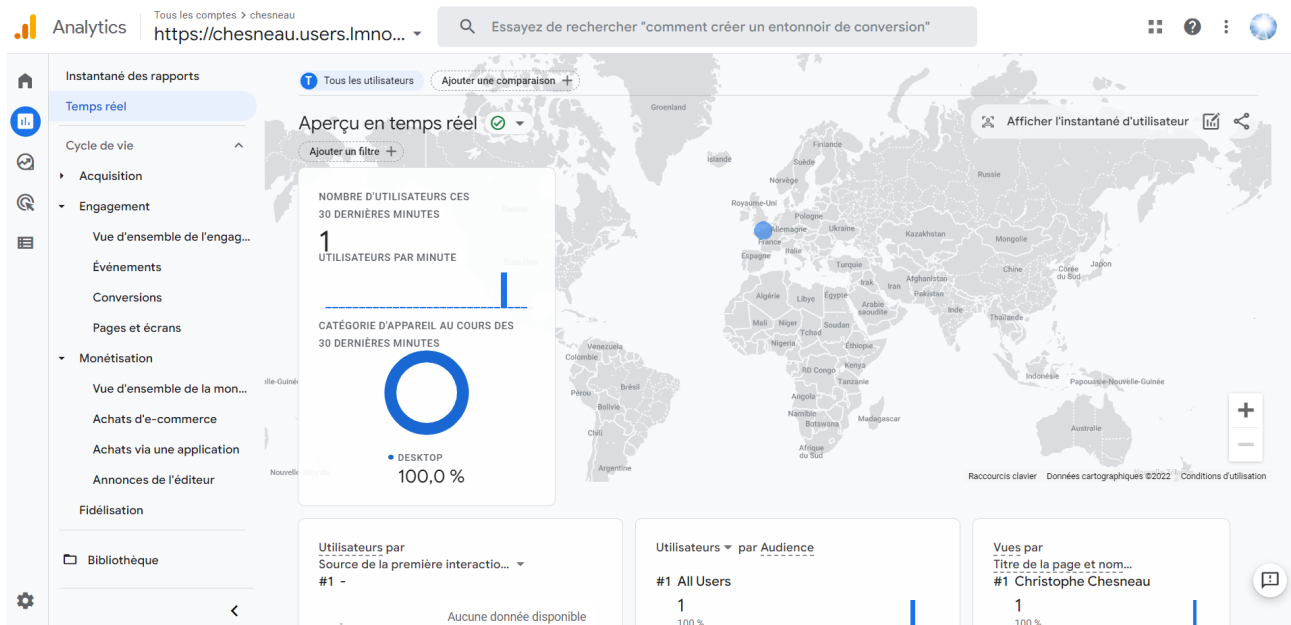 Analytics
Tous les comptes > chesneau
https://chesneau.users.lmno...
Essayez de rechercher "comment créer un entonnoir de conversion"
Instantané des rapports
Temps réel
Cycle de vie
Acquisition
Engagement
Vue d'ensemble de l'engag...
Événements
Conversions
Pages et écrans
Monétisation
Vue d'ensemble de la mon...
Achats d'e-commerce
Achats via une application
Annonces de l'éditeur
Fidélisation
Bibliothèque
T Tous les utilisateurs
Ajouter une comparaison +
Aperçu en temps réel
Ajouter un filtre +
Afficher l'instantané d'utilisateur
NOMBRE D'UTILISATEURS CES
30 DERNIÈRES MINUTES
1
UTILISATEURS PAR MINUTE
CATÉGORIE D'APPAREIL AU COURS DES
30 DERNIÈRES MINUTES
DESKTOP
100,0 %
Groenland
Islande
Finlande
Suède
Norvège
Russie
Royaume-Uni
Pologne
Allemagne
Ukraine
France
Kazakhstan
Mongolie
Italie
Espagne
Turquie
Chine
Corée
du Sud
Japon
Irak
Iran
Afghanistan
Pakistan
Algérie
Libye
Égypte
Arabie
saoudite
Inde
Thaïlande
Mali
Niger
Tchad
Soudan
Nigeria
Éthiopie
Venezuela
Colombie
RD Congo
Kenya
Tanzanie
Indonésie
Papouasie-Nouvelle-Guinée
elle-Guinée
Pérou
Brésil
Bolivie
Angola
Namibie
Botswana
Madagascar
Chili
Afrique
du Sud
Australie
Argentine
Raccourcis clavier
Données cartographiques ©2022
Conditions d'utilisation
Utilisateurs par
Source de la première interactio...
#1 -
Aucune donnée disponible
Utilisateurs par Audience
#1 All Users
1
100 %
Vues par
Titre de la page et nom...
#1 Christophe Chesneau
1
100 %